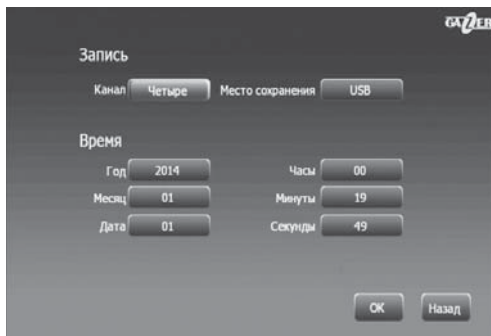 GAZER
Запись
Канал Четыре Место сохранения USB
Время
Год 2014 Часы 00
Месяц 01 Минуты 19
Дата 01 Секунды 49
OK Назад